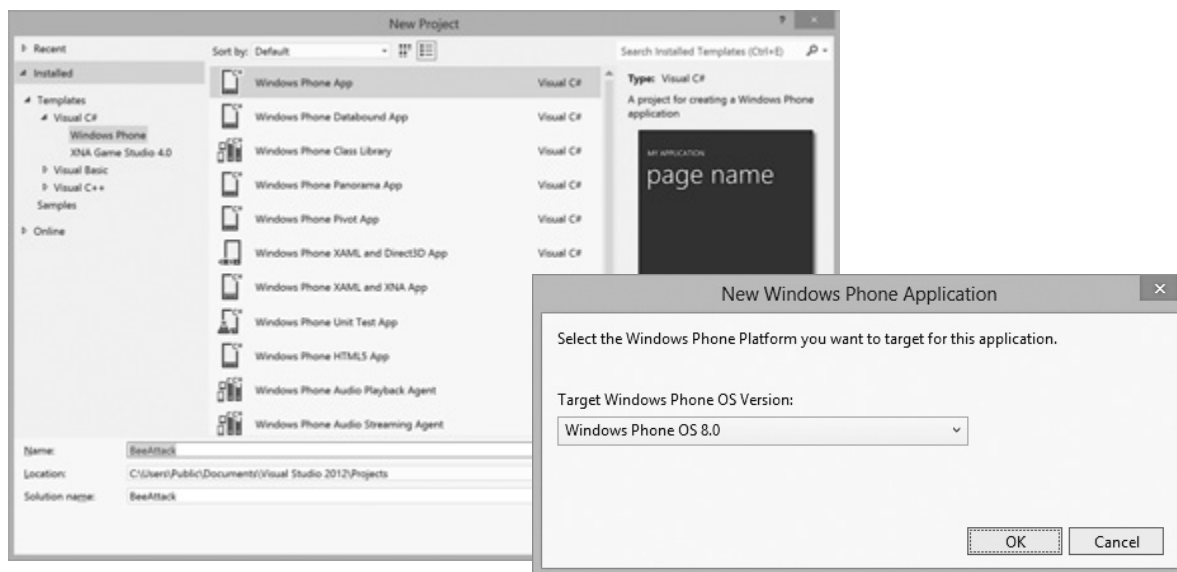 New Project
?
×
Recent
Sort by: Default
Search Installed Templates (Ctrl+E)
Installed
Templates
Visual C#
Windows Phone
XNA Game Studio 4.0
Visual Basic
Visual C++
Samples
Online
Windows Phone App Visual C#
Windows Phone Databound App Visual C#
Windows Phone Class Library Visual C#
Windows Phone Panorama App Visual C#
Windows Phone Pivot App Visual C#
Windows Phone XAML and Direct3D App Visual C#
Windows Phone XAML and XNA App
Windows Phone Unit Test App
Windows Phone HTML5 App
Windows Phone Audio Playback Agent
Windows Phone Audio Streaming Agent
Type: Visual C#
A project for creating a Windows Phone
application
MY APPLICATION
page name
Name: BeeAttack
Location: C:\Users\Public\Documents\Visual Studio 2012\Projects
Solution name: BeeAttack
New Windows Phone Application
×
Select the Windows Phone Platform you want to target for this application.
Target Windows Phone OS Version:
Windows Phone OS 8.0
OK Cancel